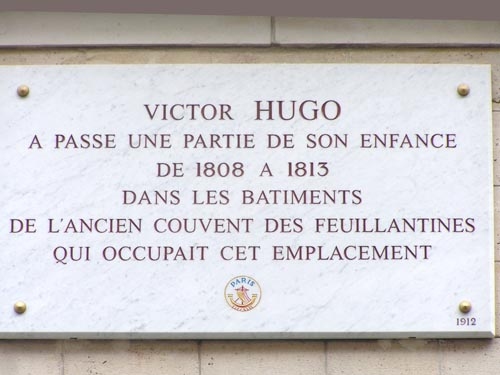 VICTOR HUGO
A PASSE UNE PARTIE DE SON ENFANCE
DE 1808 A 1813
DANS LES BATIMENTS
DE L'ANCIEN COUVENT DES FEUILLANTINES
QUI OCCUPAIT CET EMPLACEMENT
PARIS
1912